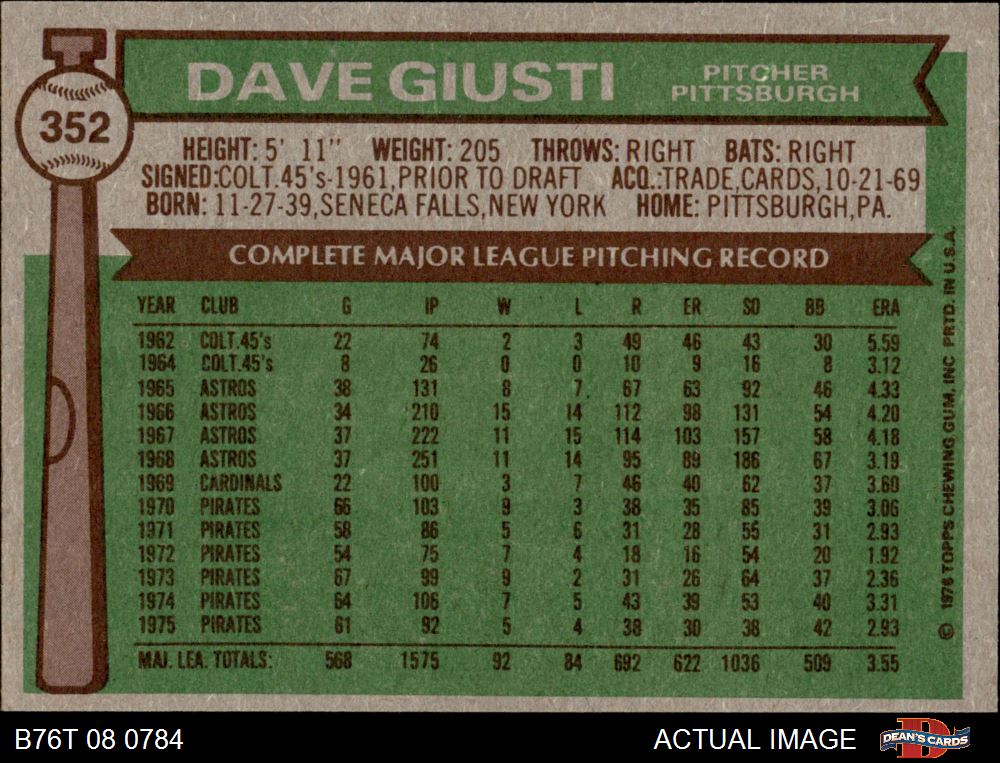 352
DAVE GIUSTI
PITCHER
PITTSBURGH
HEIGHT: 5' 11" WEIGHT: 205 THROWS: RIGHT BATS: RIGHT
SIGNED:COLT.45's-1961,PRIOR TO DRAFT ACQ.:TRADE,CARDS,10-21-69
BORN: 11-27-39,SENECA FALLS,NEW YORK HOME: PITTSBURGH,PA.
COMPLETE MAJOR LEAGUE PITCHING RECORD
YEAR CLUB G IP W L R ER SO BB ERA
1962 COLT.45's 22 74 2 3 49 46 43 30 5.59
1964 COLT.45's 8 26 0 0 10 9 16 8 3.12
1965 ASTROS 38 131 8 7 67 63 92 46 4.33
1966 ASTROS 34 210 15 14 112 98 131 54 4.20
1967 ASTROS 37 222 11 15 114 103 157 58 4.18
1968 ASTROS 37 251 11 14 95 89 186 67 3.19
1969 CARDINALS 22 100 3 7 46 40 62 37 3.60
1970 PIRATES 66 103 9 3 38 35 85 39 3.06
1971 PIRATES 58 86 5 6 31 28 55 31 2.93
1972 PIRATES 54 75 7 4 18 16 54 20 1.92
1973 PIRATES 67 99 9 2 31 26 64 37 2.36
1974 PIRATES 64 106 7 5 43 39 53 40 3.31
1975 PIRATES 61 92 5 4 38 30 38 42 2.93
MAJ. LEA. TOTALS: 568 1575 92 84 692 622 1036 509 3.55
© 1976 TOPPS CHEWING GUM, INC PRTD. IN U.S.A.
B76T 08 0784
ACTUAL IMAGE
D
DEAN'S CARDS